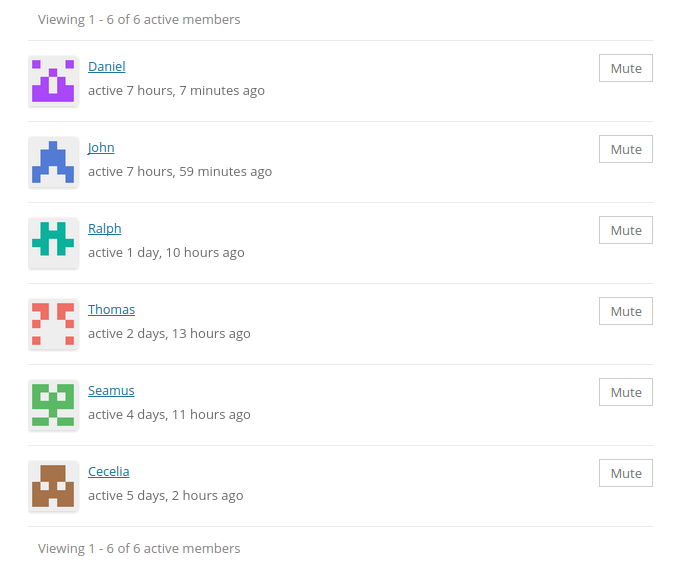 Viewing 1 - 6 of 6 active members
Daniel
Mute
active 7 hours, 7 minutes ago
John
Mute
active 7 hours, 59 minutes ago
Ralph
Mute
active 1 day, 10 hours ago
Thomas
Mute
active 2 days, 13 hours ago
Seamus
Mute
active 4 days, 11 hours ago
Cecelia
Mute
active 5 days, 2 hours ago
Viewing 1 - 6 of 6 active members